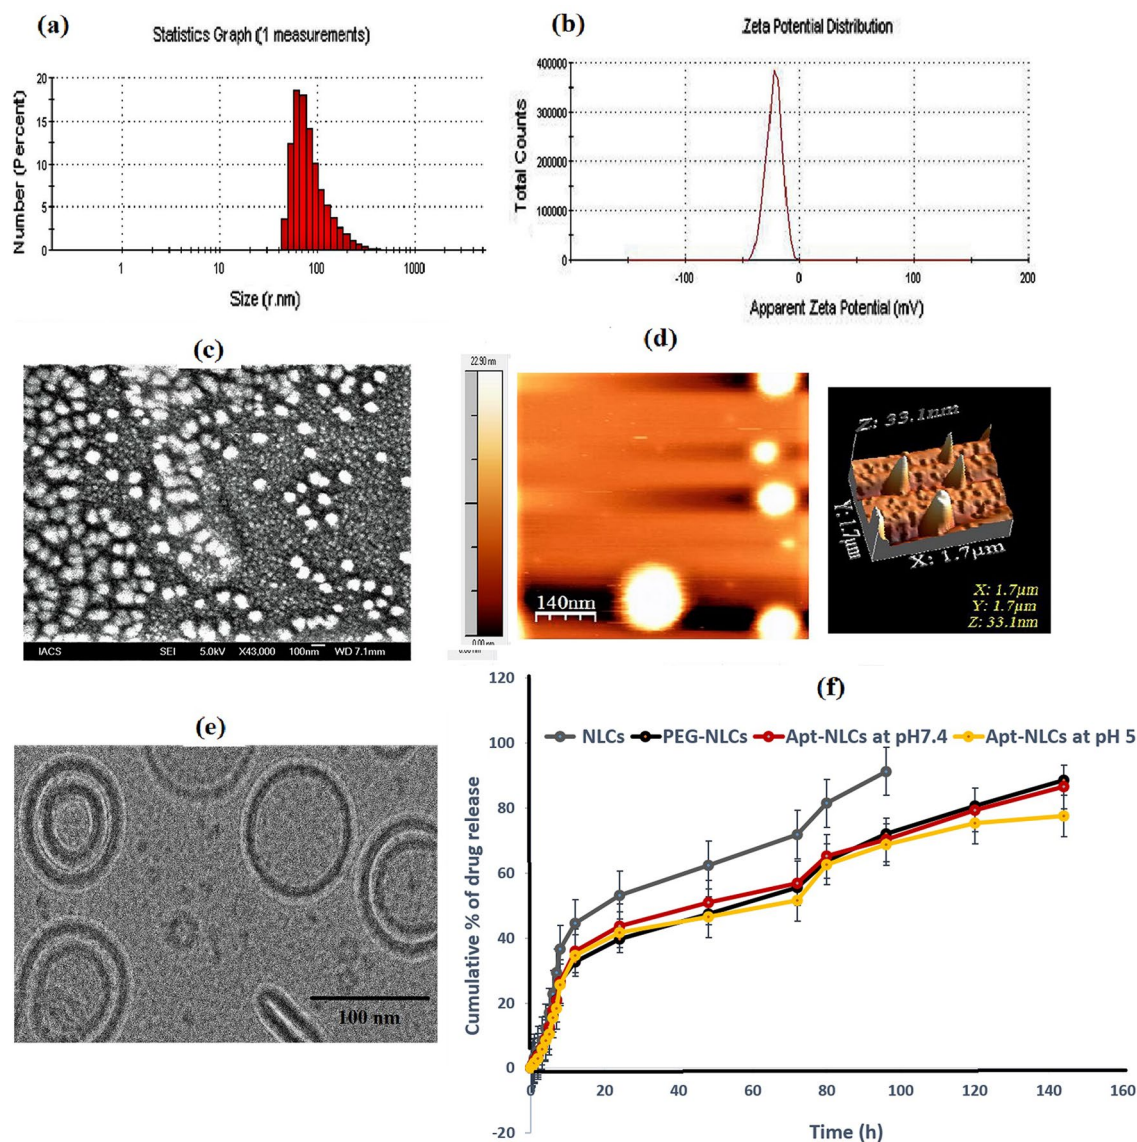 (a)
Statistics Graph (1 measurements)
Number (Percent)
20
15
10
5
0
1
10
100
1000
Size (r.nm)
(b)
Zeta Potential Distribution
Total Counts
400000
300000
200000
100000
0
-100
0
100
200
Apparent Zeta Potential (mV)
(c)
IACS SEI 5.0kV X43,000 100nm WD 7.1mm
(d)
22.90 nm
0.00 nm
0.00 nm
140nm
Z: 33.1nm
Y: 1.7µm
X: 1.7µm
X: 1.7µm
Y: 1.7µm
Z: 33.1nm
(e)
100 nm
(f)
NLCs PEG-NLCs Apt-NLCs at pH7.4 Apt-NLCs at pH 5
Cumulative % of drug release
120
100
80
60
40
20
0
-20
0 20 40 60 80 100 120 140 160
Time (h)